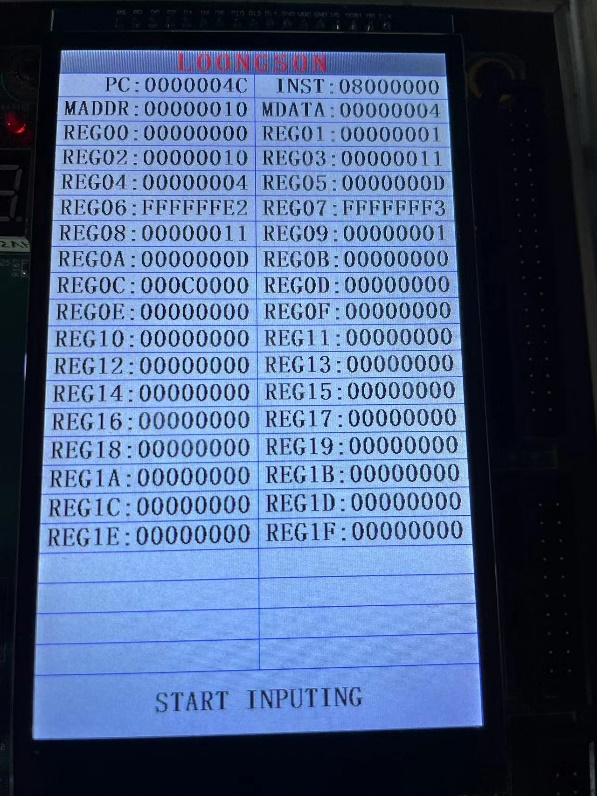 LOONGSON
PC:0000004C INST:08000000
MADDR:00000010 MDATA:00000004
REG00:00000000 REG01:00000001
REG02:00000010 REG03:00000011
REG04:00000004 REG05:0000000D
REG06:FFFFFFE2 REG07:FFFFFFF3
REG08:00000011 REG09:00000001
REG0A:0000000D REG0B:00000000
REG0C:000C0000 REG0D:00000000
REG0E:00000000 REG0F:00000000
REG10:00000000 REG11:00000000
REG12:00000000 REG13:00000000
REG14:00000000 REG15:00000000
REG16:00000000 REG17:00000000
REG18:00000000 REG19:00000000
REG1A:00000000 REG1B:00000000
REG1C:00000000 REG1D:00000000
REG1E:00000000 REG1F:00000000
START INPUTING